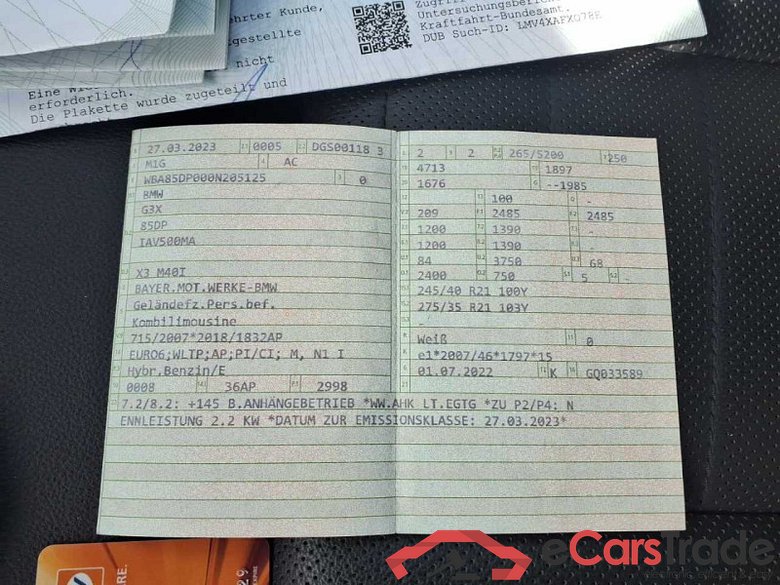 ehrter Kunde,
gestellte
nicht
Eine
erforderlich.
Die Plakette wurde zugeteilt und
Untersuchungsberich
Kraftfahrt-Bundesamt.
DUB Such-ID: LMV4XAFXQ78E
27.03.2023 0005 DGS00118 3
M1G AC
WBA85DP000N205125 0
BMW
G3X
85DP
IAV500MA
X3 M40I
BAYER.MOT.WERKE-BMW
Geländefz.Pers.bef.
Kombilimousine
715/2007*2018/1832AP
EURO6;WLTP;AP;PI/CI; M, N1 I
Hybr.Benzin/E
0008 36AP 2998
7.2/8.2: +145 B.ANHÄNGEBETRIEB *WW.AHK LT.EGTG *ZU P2/P4: N
ENNLEISTUNG 2.2 KW *DATUM ZUR EMISSIONSKLASSE: 27.03.2023*
2 2 265/5200 250
4713 1897
1676 --1985
100 -
209 2485 2485
1200 1390 -
1200 1390 -
84 3750 68
2400 750 5 -
245/40 R21 100Y
275/35 R21 103Y
-
Weiß 0
e1*2007/46*1797*15
01.07.2022 K GQ033589
ARE.
eCarsTrade
.com